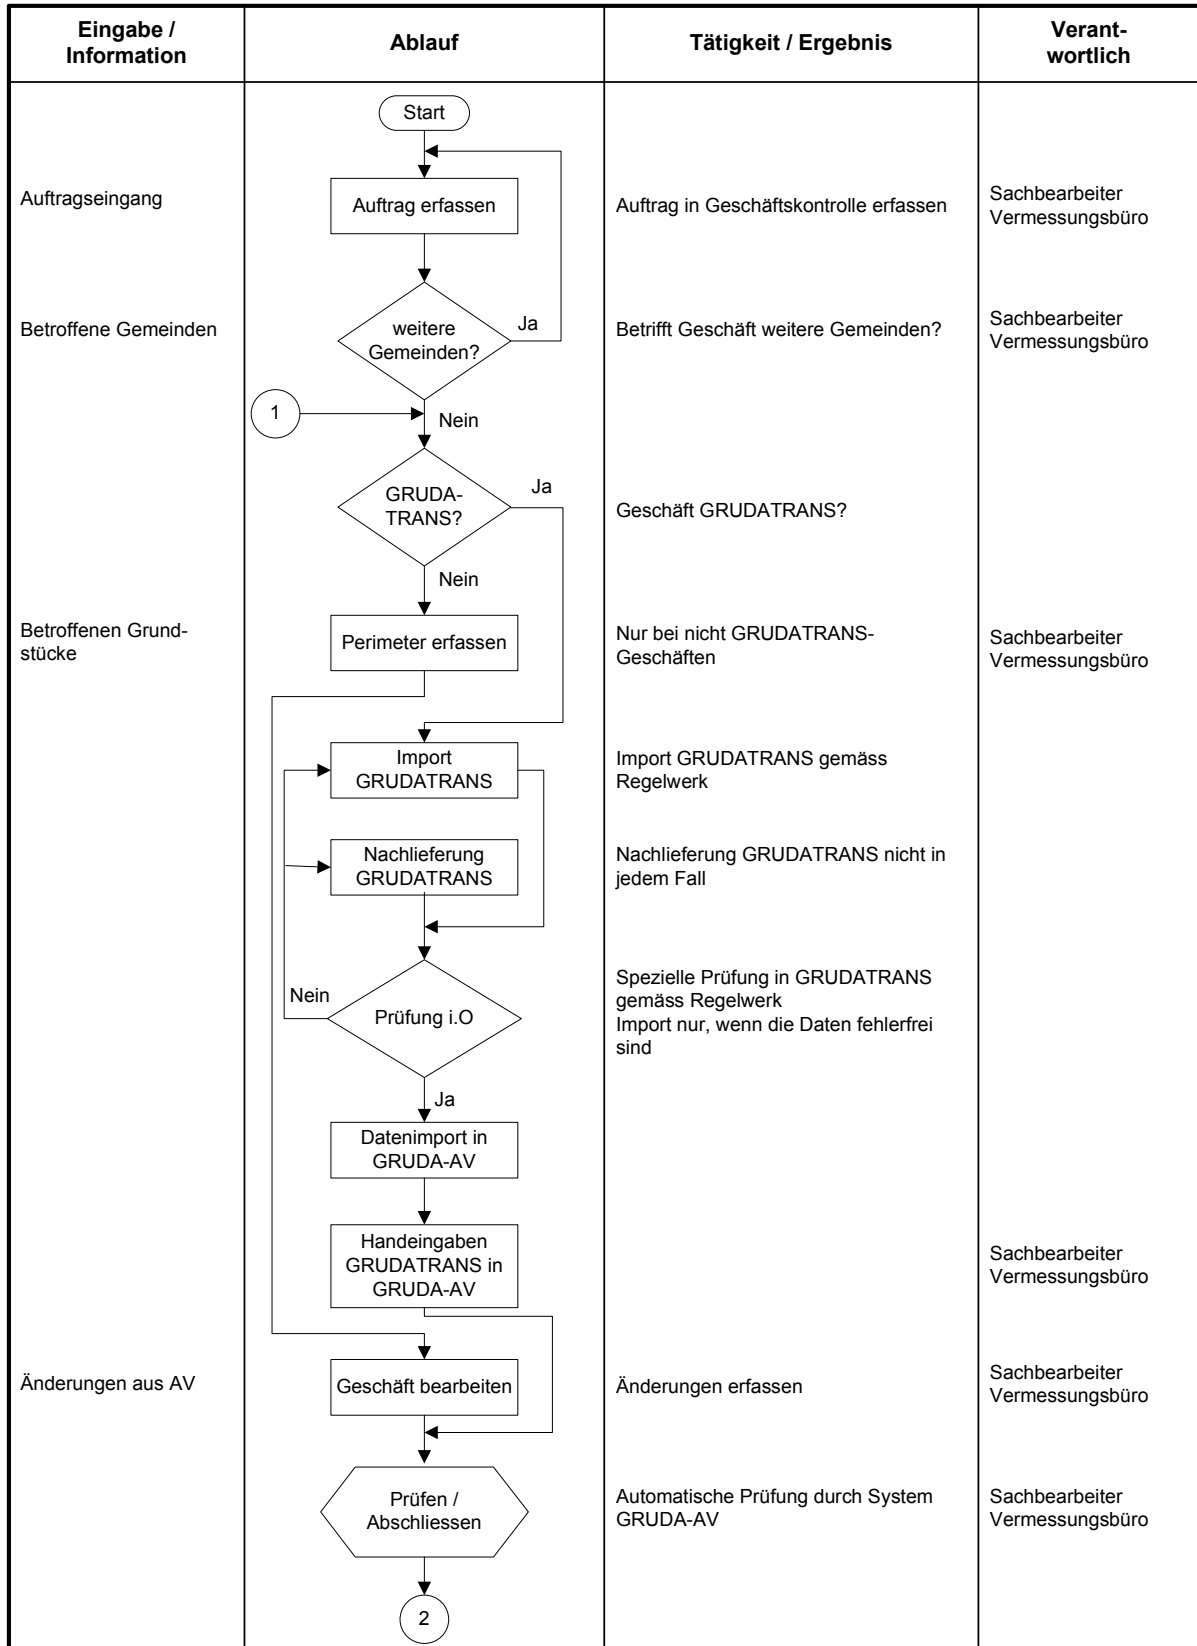 Eingabe /
Information
Ablauf
Tätigkeit / Ergebnis
Verant-
wortlich
Start
Auftragseingang
Auftrag erfassen
Auftrag in Geschäftskontrolle erfassen
Sachbearbeiter
Vermessungsbüro
Betroffene Gemeinden
weitere
Gemeinden?
Ja
Betrifft Geschäft weitere Gemeinden?
Sachbearbeiter
Vermessungsbüro
1
Nein
GRUDA-
TRANS?
Ja
Geschäft GRUDATRANS?
Nein
Betroffenen Grund-
stücke
Perimeter erfassen
Nur bei nicht GRUDATRANS-
Geschäften
Sachbearbeiter
Vermessungsbüro
Import
GRUDATRANS
Import GRUDATRANS gemäss
Regelwerk
Nachlieferung
GRUDATRANS
Nachlieferung GRUDATRANS nicht in
jedem Fall
Nein
Prüfung i.O
Spezielle Prüfung in GRUDATRANS
gemäss Regelwerk
Import nur, wenn die Daten fehlerfrei
sind
Ja
Datenimport in
GRUDA-AV
Handeingaben
GRUDATRANS in
GRUDA-AV
Sachbearbeiter
Vermessungsbüro
Änderungen aus AV
Geschäft bearbeiten
Änderungen erfassen
Sachbearbeiter
Vermessungsbüro
Prüfen /
Abschliessen
Automatische Prüfung durch System
GRUDA-AV
Sachbearbeiter
Vermessungsbüro
2